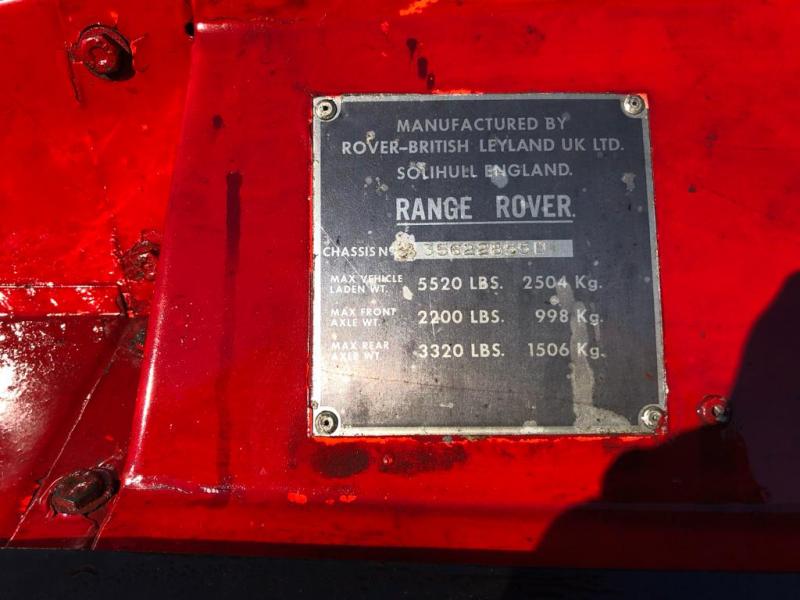 MANUFACTURED BY
ROVER–BRITISH LEYLAND UK LTD.
SOLIHULL ENGLAND.
RANGE ROVER.
CHASSIS Nº
MAX VEHICLE LADEN WT. 5520 LBS. 2504 Kg.
MAX FRONT AXLE WT. 2200 LBS. 998 Kg.
MAX REAR AXLE WT. 3320 LBS. 1506 Kg.